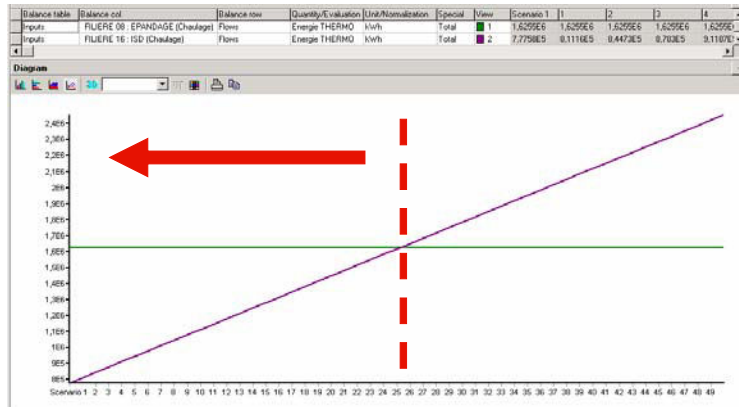 Balance table Balance col Balance row Quantity/Evaluation Unit/Normalization Special View Scenario 1 1 2 3 4
Inputs FILIERE 08 : EPANDAGE (Chaulage) Flows Energie THERMO kWh Total 1 1,6255E6 1,6255E6 1,6255E6 1,6255E6 1,6255E
Inputs FILIERE 16 : ISD (Chaulage) Flows Energie THERMO kWh Total 2 7,7758E5 8,1116E5 8,4473E5 8,783E5 9,1187E
Diagram
2,4E6
2,3E6
2,2E6
2,1E6
2E6
1,9E6
1,8E6
1,7E6
1,6E6
1,5E6
1,4E6
1,3E6
1,2E6
1,1E6
1E6
9E5
8E5
Scenario 1 2 3 4 5 6 7 8 9 10 11 12 13 14 15 16 17 18 19 20 21 22 23 24 25 26 27 28 29 30 31 32 33 34 35 36 37 38 39 40 41 42 43 44 45 46 47 48 49